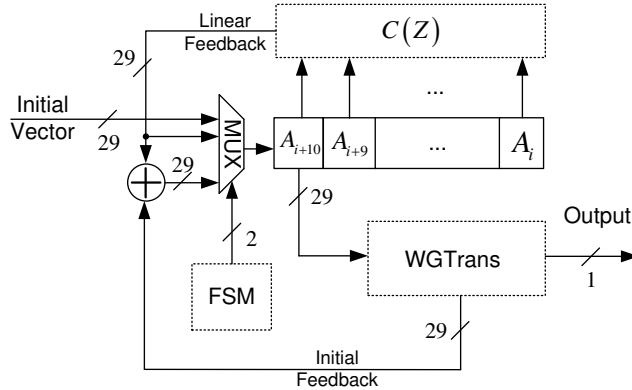 Linear
Feedback
C(Z)
29
...
Initial
Vector
29
MUX
A_{i+10} A_{i+9} ... A_i
29
29
2
Output
WGTrans
1
FSM
29
Initial
Feedback